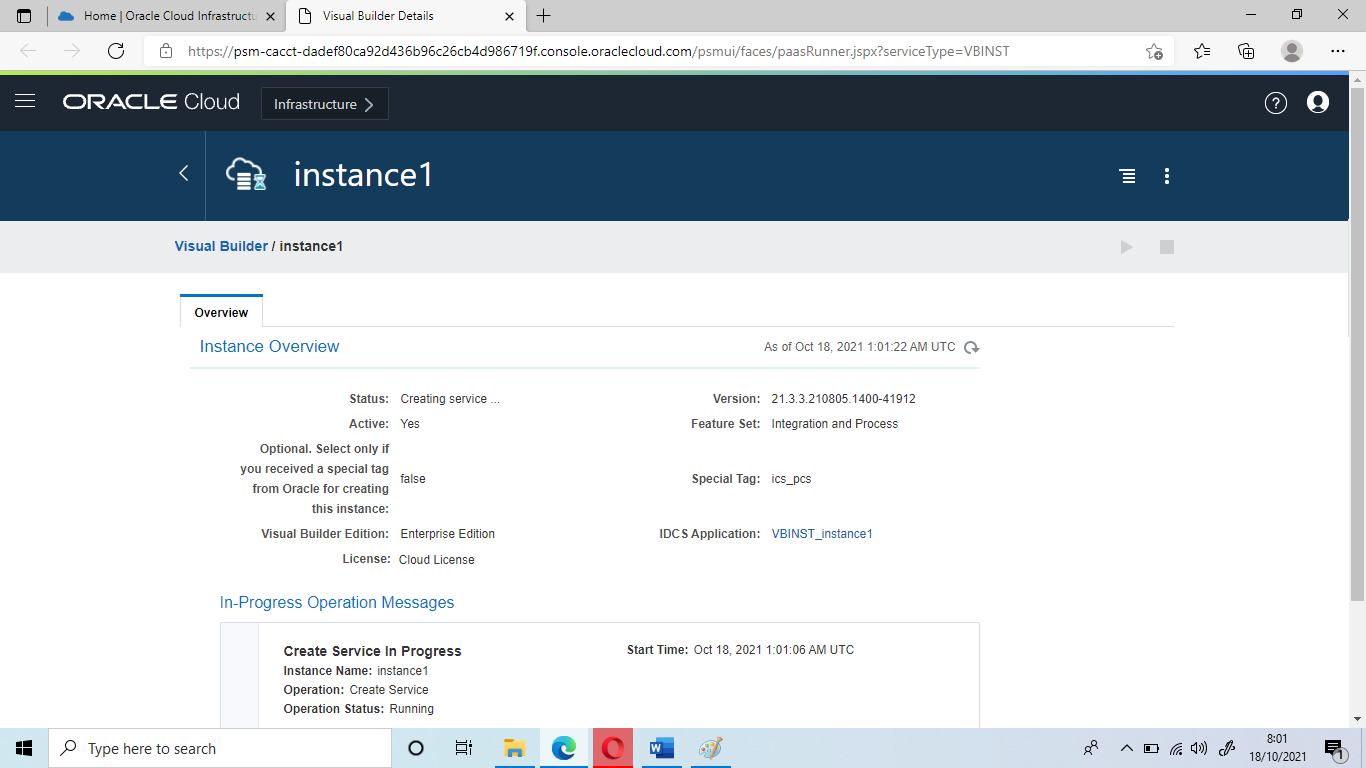 Home | Oracle Cloud Infrastructu
Visual Builder Details
https://psm-cacct-dadef80ca92d436b96c26cb4d986719f.console.oraclecloud.com/psmui/faces/paasRunner.jspx?serviceType=VBINST
ORACLE Cloud
Infrastructure
?
instance1
Visual Builder / instance1
Overview
Instance Overview
As of Oct 18, 2021 1:01:22 AM UTC
Status: Creating service ...
Version: 21.3.3.210805.1400-41912
Active: Yes
Feature Set: Integration and Process
Optional. Select only if
you received a special tag
from Oracle for creating
this instance:
false
Special Tag: ics_pcs
Visual Builder Edition: Enterprise Edition
IDCS Application: VBINST_instance1
License: Cloud License
In-Progress Operation Messages
Create Service In Progress
Start Time: Oct 18, 2021 1:01:06 AM UTC
Instance Name: instance1
Operation: Create Service
Operation Status: Running
Type here to search
8:01
18/10/2021
1